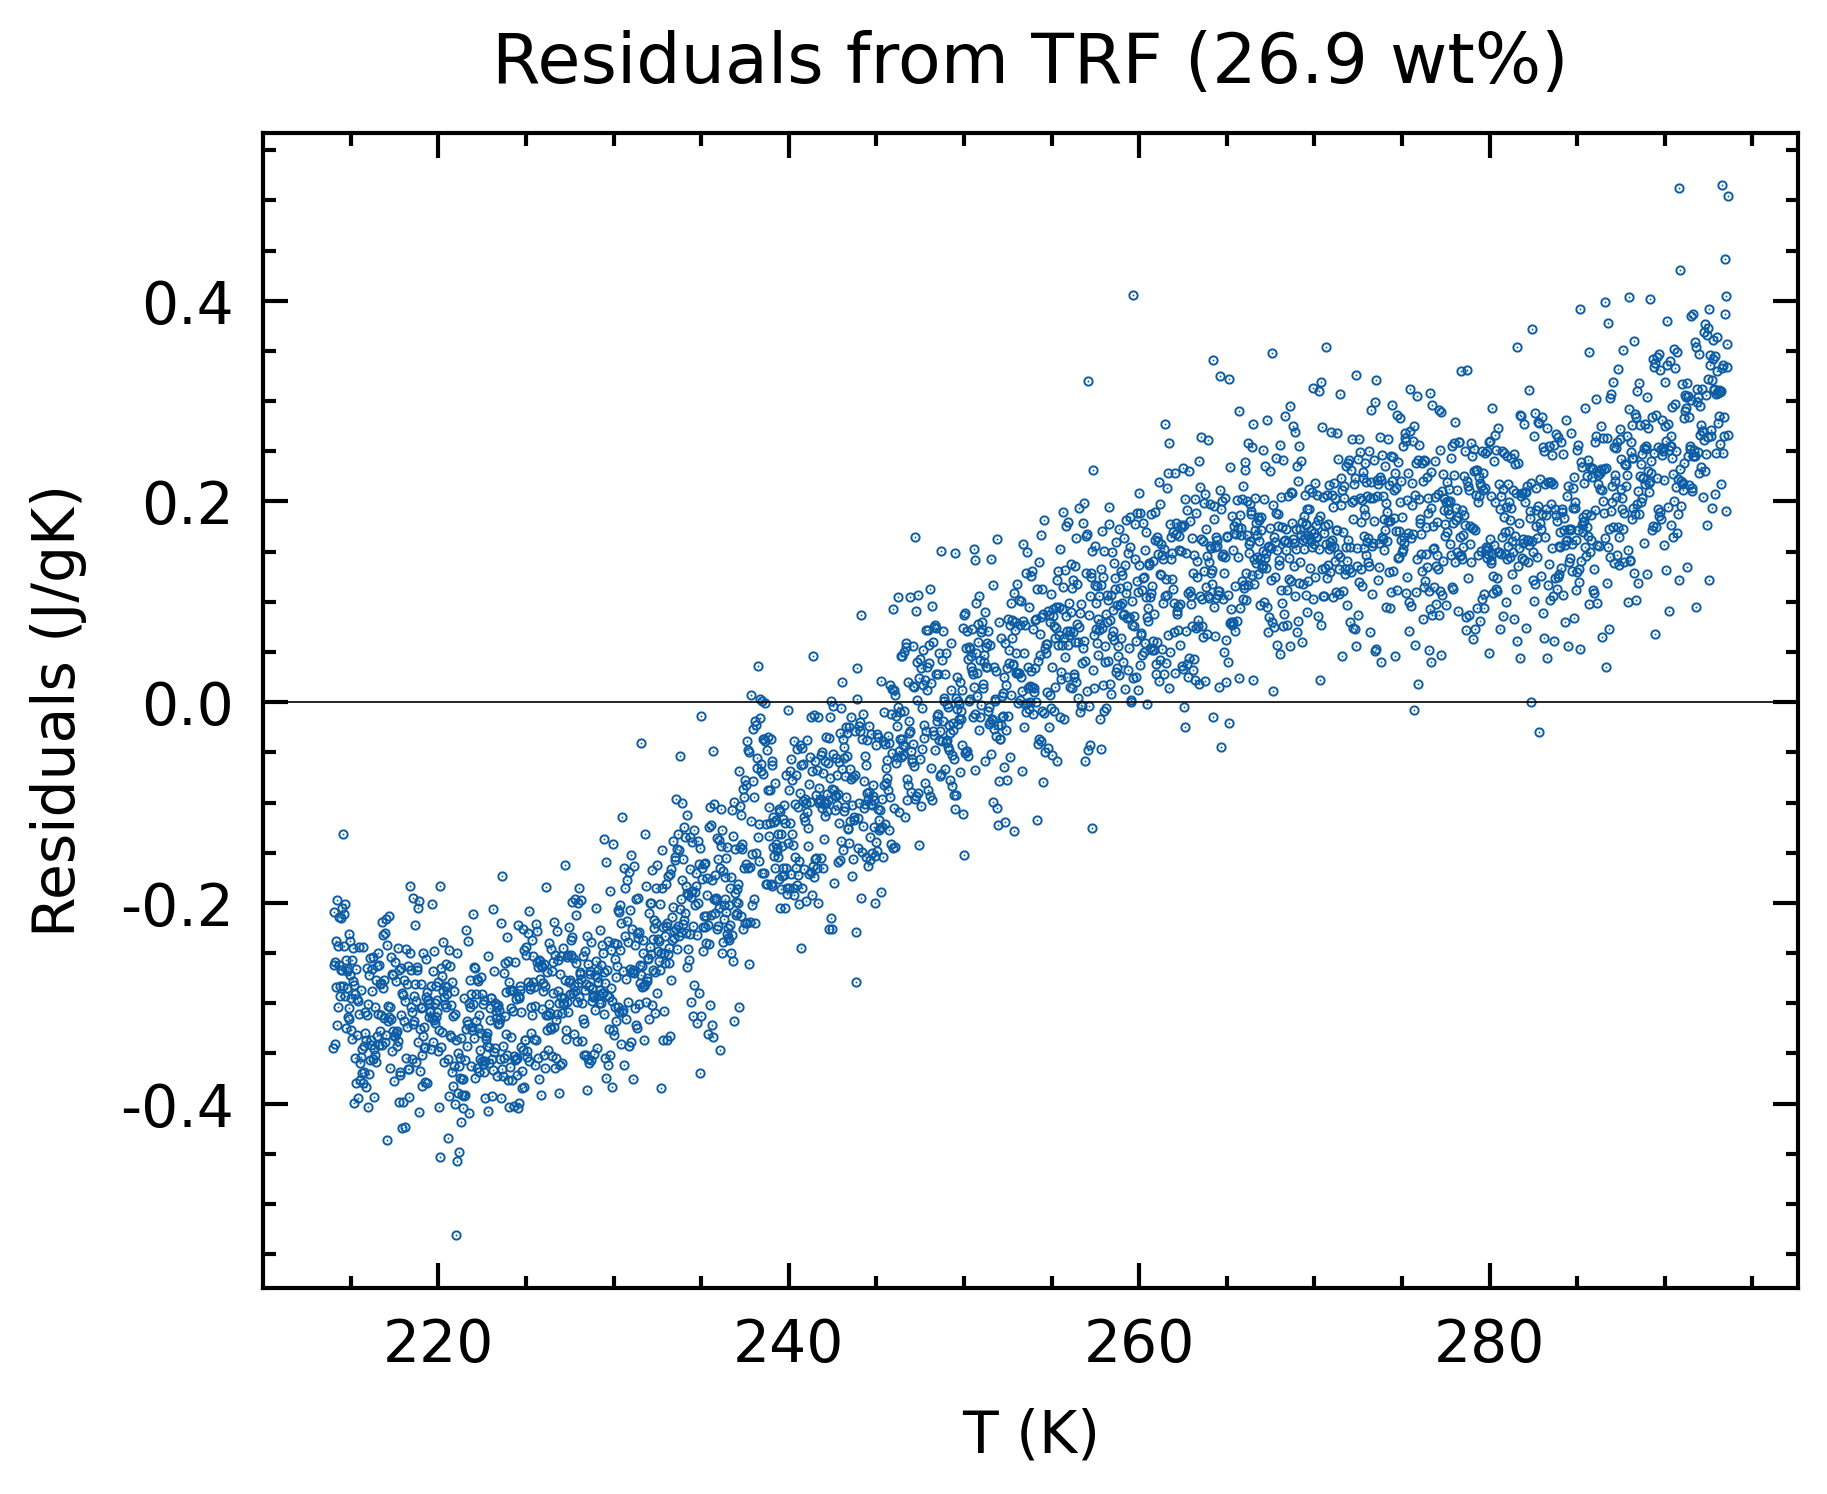 Residuals from TRF (26.9 wt%)
Residuals (J/gK)
0.4
0.2
0.0
-0.2
-0.4
220 240 260 280
T (K)